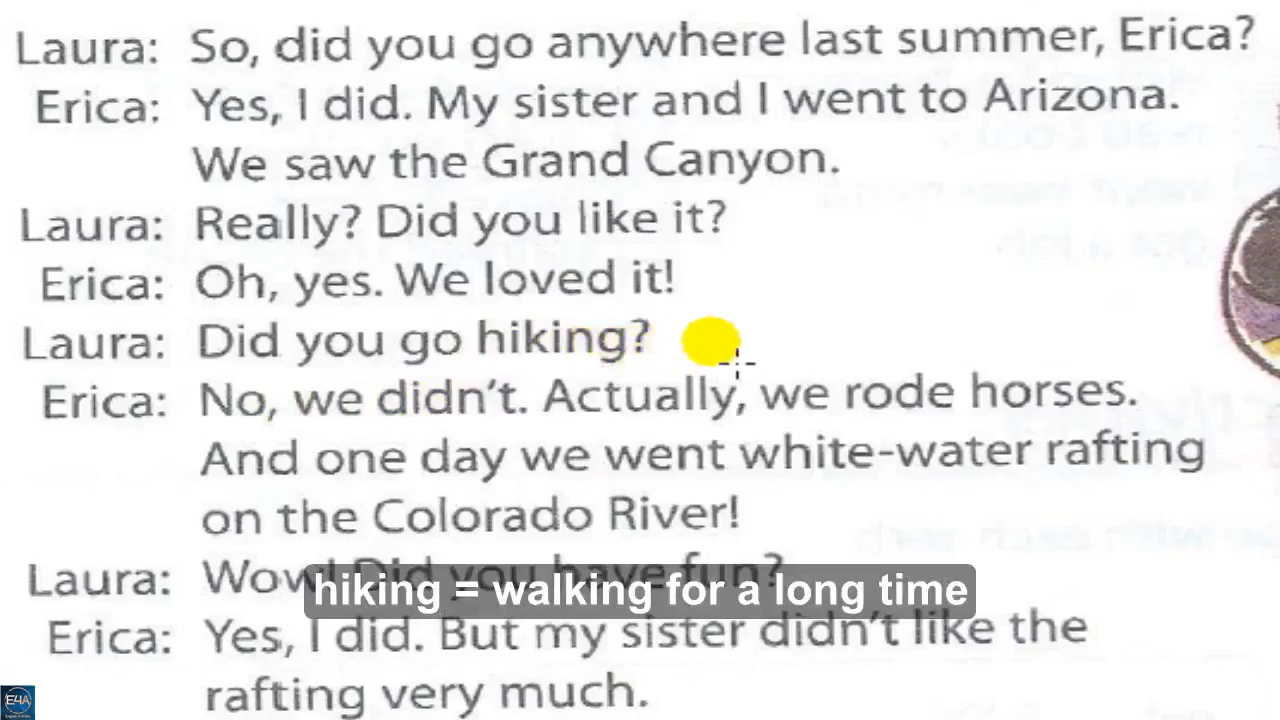 Laura: So, did you go anywhere last summer, Erica?
Erica: Yes, I did. My sister and I went to Arizona.
We saw the Grand Canyon.
Laura: Really? Did you like it?
Erica: Oh, yes. We loved it!
Laura: Did you go hiking?
Erica: No, we didn't. Actually, we rode horses.
And one day we went white-water rafting
on the Colorado River!
Laura: Wow! Did you have fun?
hiking = walking for a long time
Erica: Yes, I did. But my sister didn't like the
rafting very much.
E4A